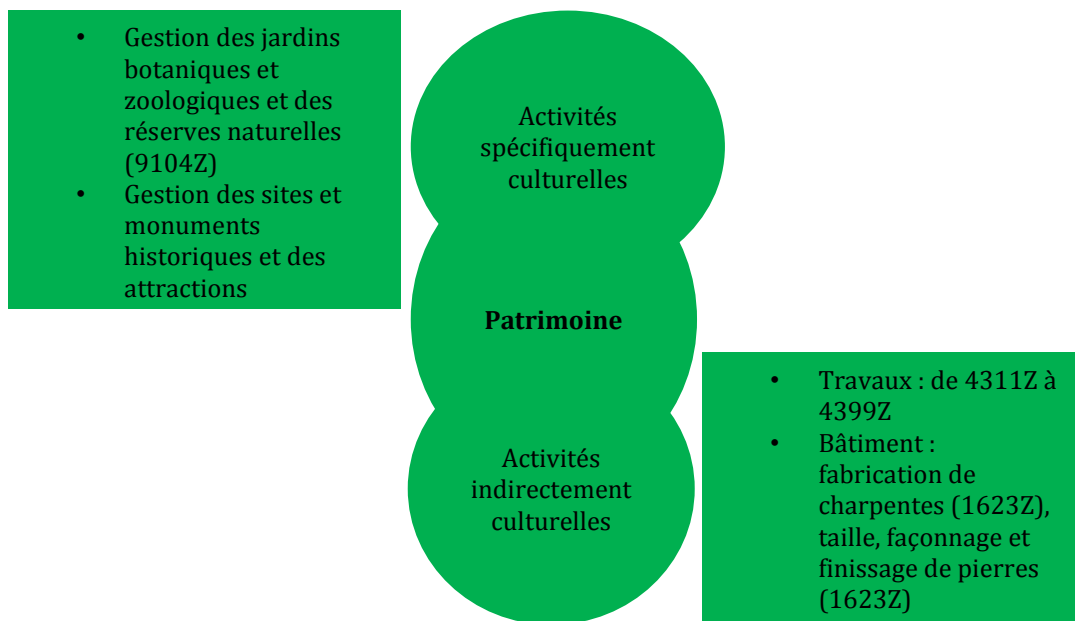 • Gestion des jardins
botaniques et
zoologiques et des
réserves naturelles
(9104Z)
• Gestion des sites et
monuments
historiques et des
attractions
Activités
spécifiquement
culturelles
Patrimoine
Activités
indirectement
culturelles
• Travaux : de 4311Z à
4399Z
• Bâtiment :
fabrication de
charpentes (1623Z),
taille, façonnage et
finissage de pierres
(1623Z)